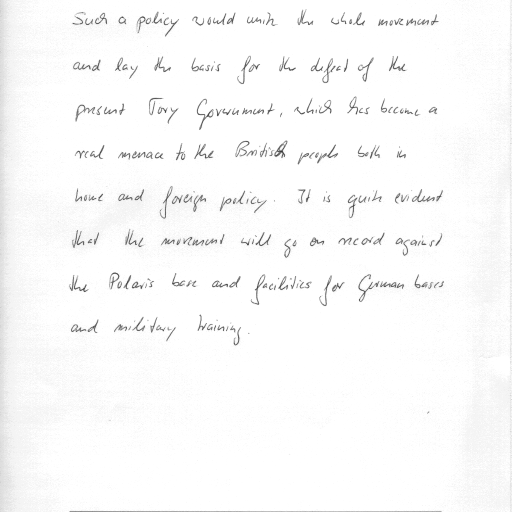 Such a policy would unite the whole movement
and lay the basis for the defeat of the
present Tory Government, which has become a
real menace to the British people both in
home and foreign policy. It is quite evident
that the movement will go on record against
the Polaris base and facilities for German bases
and military training.